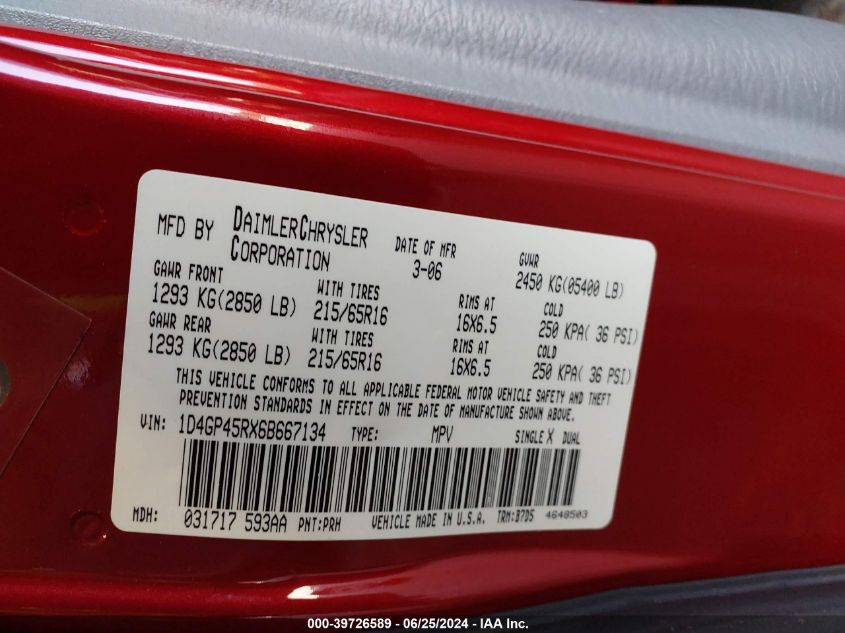 MFD BY DAIMLERCHRYSLER CORPORATION DATE OF MFR 3-06 GVWR 2450 KG(05400 LB)
GAWR FRONT WITH TIRES RIMS AT COLD
1293 KG(2850 LB) 215/65R16 16X6.5 250 KPA( 36 PSI)
GAWR REAR WITH TIRES RIMS AT COLD
1293 KG(2850 LB) 215/65R16 16X6.5 250 KPA( 36 PSI)
THIS VEHICLE CONFORMS TO ALL APPLICABLE FEDERAL MOTOR VEHICLE SAFETY AND THEFT
PREVENTION STANDARDS IN EFFECT ON THE DATE OF MANUFACTURE SHOWN ABOVE.
VIN: 1D4GP45RX6B667134 TYPE: MPV SINGLE X DUAL
MDH: 031717 593AA PNT:PRH VEHICLE MADE IN U.S.A. TRM:B7D5 4648503
000-39726589 - 06/25/2024 - IAA Inc.